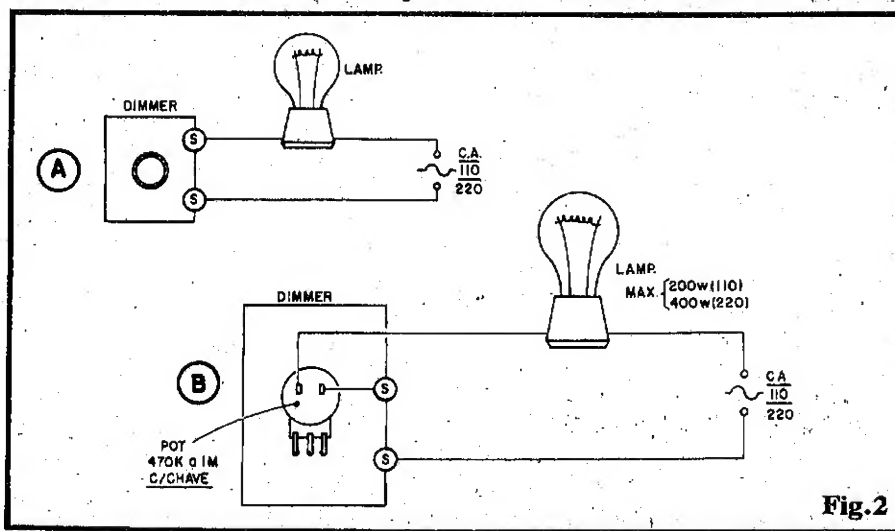 LAMP.
DIMMER
S
A
C.A.
110
220
S
LAMP.
MAX. 200W(110)
400W(220)
DIMMER
B
S
C.A
110
220
POT
470K a 1M
C/CHAVE
S
Fig.2